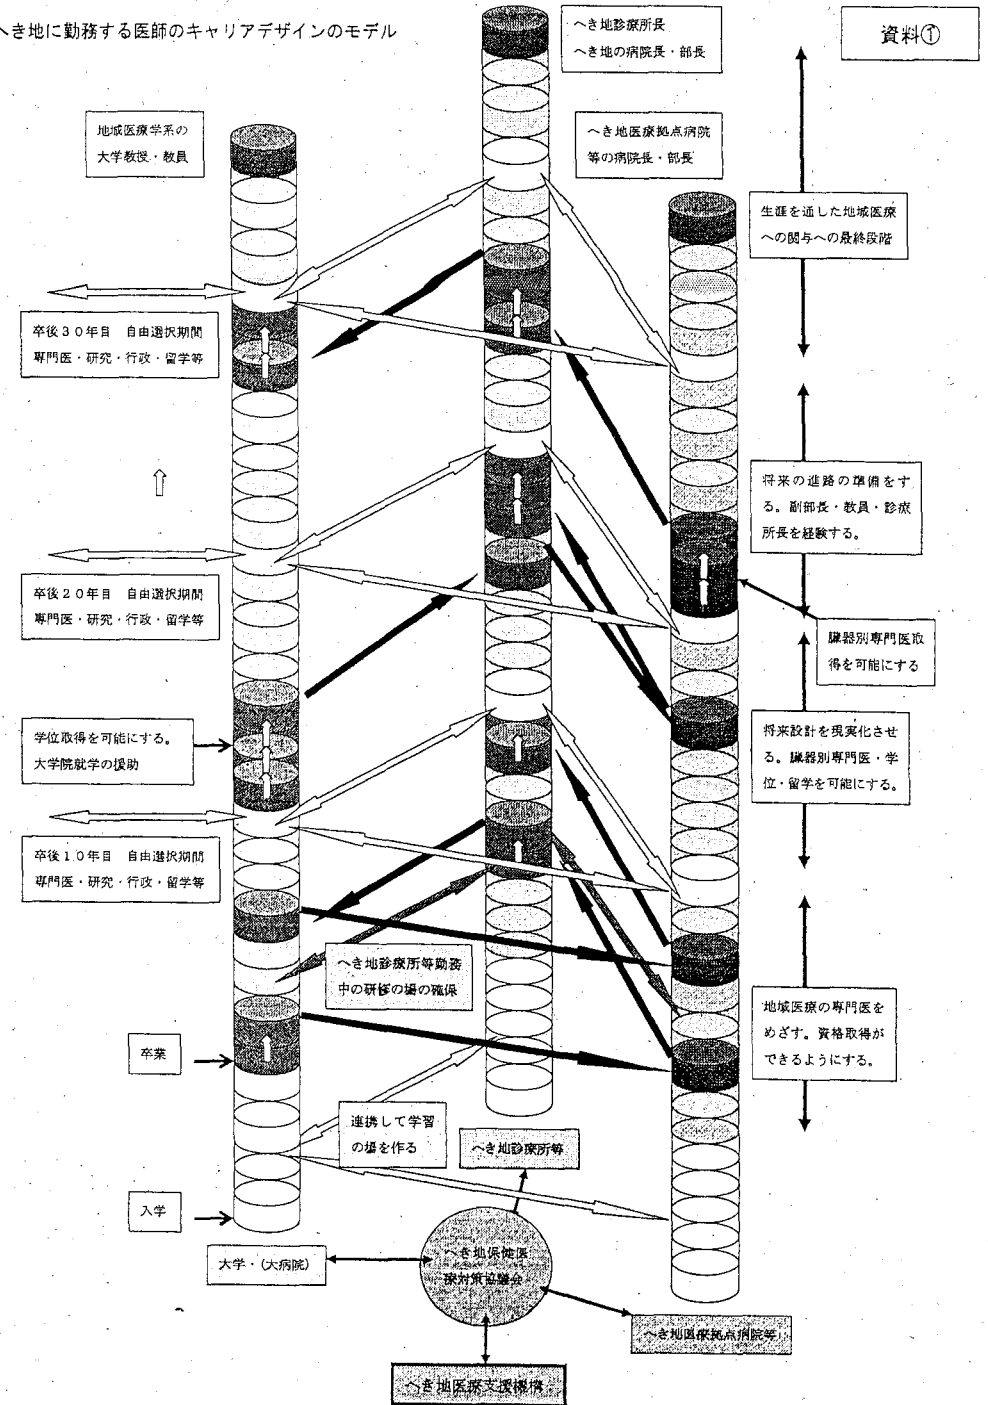 へき地に勤務する医師のキャリアデザインのモデル
資料①
へき地診療所長
へき地の病院長・部長
地域医療学系の
大学教授・教員
へき地医療拠点病院
等の病院長・部長
生涯を通した地域医療
への関与への最終段階
卒後30年目 自由選択期間
専門医・研究・行政・留学等
将来の進路の準備をす
る。副部長・教員・診療
所長を経験する。
卒後20年目 自由選択期間
専門医・研究・行政・留学等
臓器別専門医取
得を可能にする
学位取得を可能にする。
大学院就学の援助
将来設計を現実化させ
る。臓器別専門医・学
位・留学を可能にする。
卒後10年目 自由選択期間
専門医・研究・行政・留学等
へき地診療所等勤務
中の研修の場の確保
地域医療の専門医を
めざす。資格取得が
できるようにする。
卒業
連携して学習
の場を作る
へき地診療所等
入学
大学・(大病院)
へき地保健医
療対策協議会
へき地医療拠点病院等
へき地医療支援機構